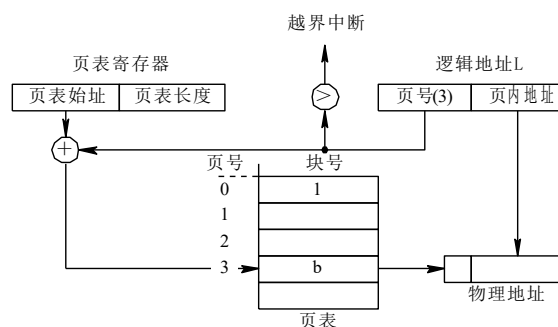 越界中断
页表寄存器
逻辑地址L
页表始址 页表长度
>
页号(3) 页内地址
+
页号 块号
0 1
1
2
3 b
物理地址
页表